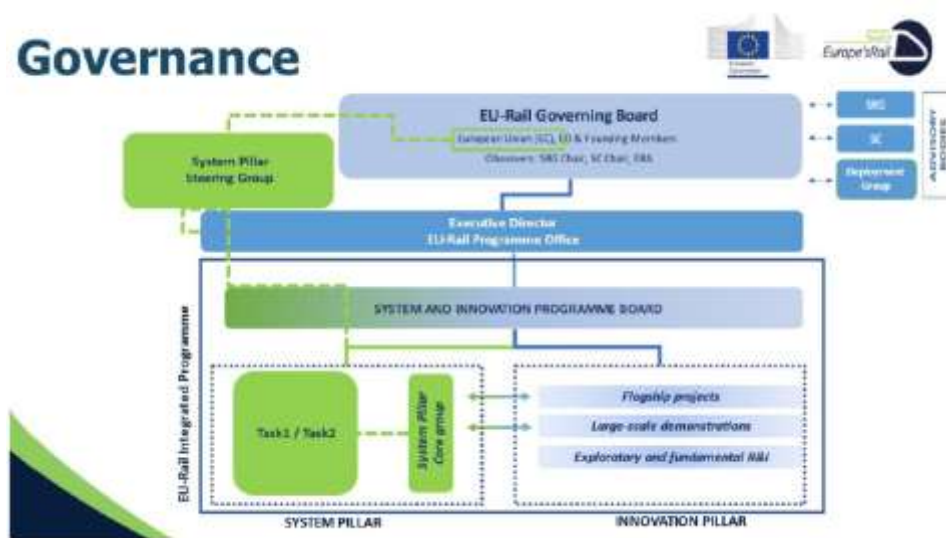 Governance
European
Commission
Europe'sRail
EU-Rail Governing Board
European Union (EC), ED & Founding Members
Observers: SRG Chair, SC Chair, ERA
System Pillar
Steering Group
SRG
SC
Deployment
Group
ADVISORY
BODIES
Executive Director
EU-Rail Programme Office
EU-Rail Integrated Programme
SYSTEM AND INNOVATION PROGRAMME BOARD
Task1 / Task2
System Pillar
Core group
Flagship projects
Large-scale demonstrations
Exploratory and fundamental R&I
SYSTEM PILLAR
INNOVATION PILLAR